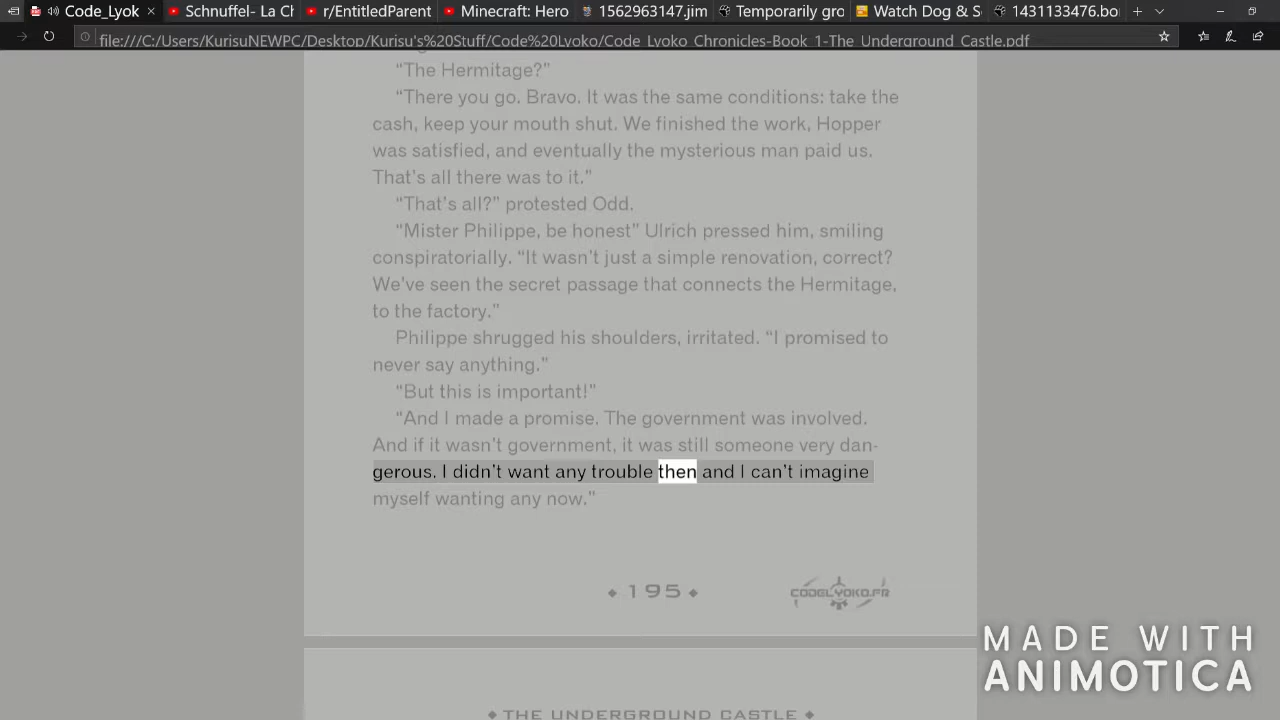 Code_Lyok
Schnuffel- La Ch
r/EntitledParent
Minecraft: Hero
1562963147.jim
Temporarily gro
Watch Dog & S
1431133476.bo
file:///C:/Users/KurisuNEWPC/Desktop/Kurisu's%20Stuff/Code%20Lyoko/Code_Lyoko_Chronicles-Book_1-The_Underground_Castle.pdf
“The Hermitage?”
“There you go. Bravo. It was the same conditions: take the
cash, keep your mouth shut. We finished the work, Hopper
was satisfied, and eventually the mysterious man paid us.
That’s all there was to it.”
“That’s all?” protested Odd.
“Mister Philippe, be honest” Ulrich pressed him, smiling
conspiratorially. “It wasn’t just a simple renovation, correct?
We’ve seen the secret passage that connects the Hermitage,
to the factory.”
Philippe shrugged his shoulders, irritated. “I promised to
never say anything.”
“But this is important!”
“And I made a promise. The government was involved.
And if it wasn’t government, it was still someone very dan-
gerous. I didn’t want any trouble then and I can’t imagine
myself wanting any now.”
195
CODELYOKO.FR
THE UNDERGROUND CASTLE
MADE WITH
ANIMOTICA